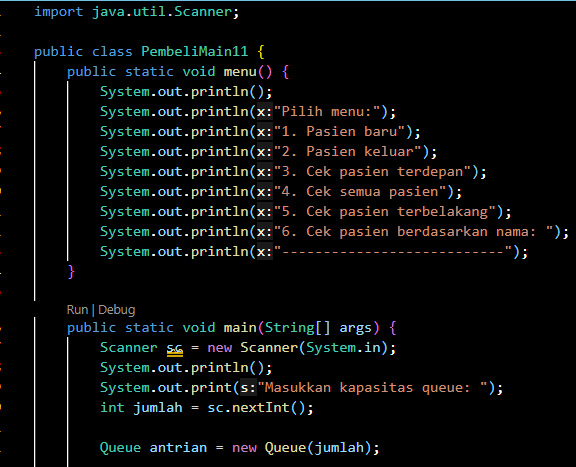 import java.util.Scanner;
public class PembeliMain11 {
public static void menu() {
System.out.println();
System.out.println(x:"Pilih menu:");
System.out.println(x:"1. Pasien baru");
System.out.println(x:"2. Pasien keluar");
System.out.println(x:"3. Cek pasien terdepan");
System.out.println(x:"4. Cek semua pasien");
System.out.println(x:"5. Cek pasien terbelakang");
System.out.println(x:"6. Cek pasien berdasarkan nama: ");
System.out.println(x:"---------------------------");
}
Run | Debug
public static void main(String[] args) {
Scanner sc = new Scanner(System.in);
System.out.println();
System.out.print(s:"Masukkan kapasitas queue: ");
int jumlah = sc.nextInt();
Queue antrian = new Queue(jumlah);